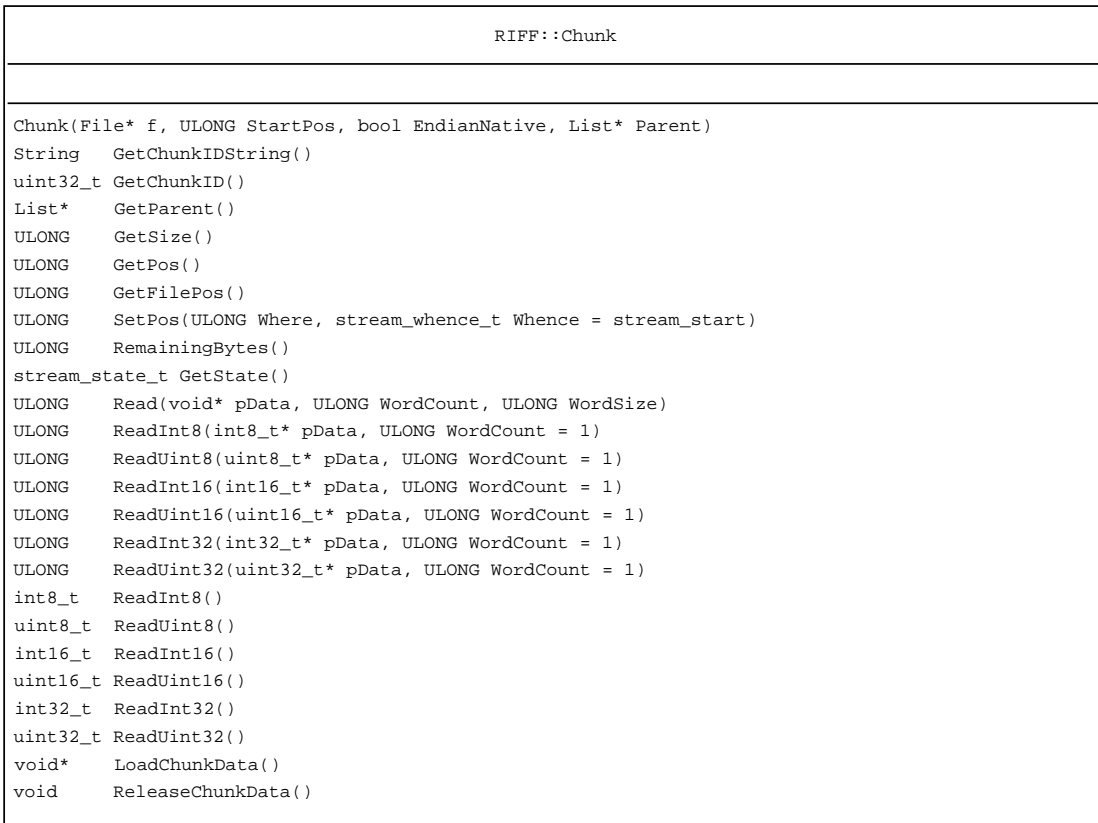 RIFF::Chunk
Chunk(File* f, ULONG StartPos, bool EndianNative, List* Parent)
String   GetChunkIDString()
uint32_t GetChunkID()
List*    GetParent()
ULONG    GetSize()
ULONG    GetPos()
ULONG    GetFilePos()
ULONG    SetPos(ULONG Where, stream_whence_t Whence = stream_start)
ULONG    RemainingBytes()
stream_state_t GetState()
ULONG    Read(void* pData, ULONG WordCount, ULONG WordSize)
ULONG    ReadInt8(int8_t* pData, ULONG WordCount = 1)
ULONG    ReadUint8(uint8_t* pData, ULONG WordCount = 1)
ULONG    ReadInt16(int16_t* pData, ULONG WordCount = 1)
ULONG    ReadUint16(uint16_t* pData, ULONG WordCount = 1)
ULONG    ReadInt32(int32_t* pData, ULONG WordCount = 1)
ULONG    ReadUint32(uint32_t* pData, ULONG WordCount = 1)
int8_t   ReadInt8()
uint8_t  ReadUint8()
int16_t  ReadInt16()
uint16_t ReadUint16()
int32_t  ReadInt32()
uint32_t ReadUint32()
void*    LoadChunkData()
void     ReleaseChunkData()